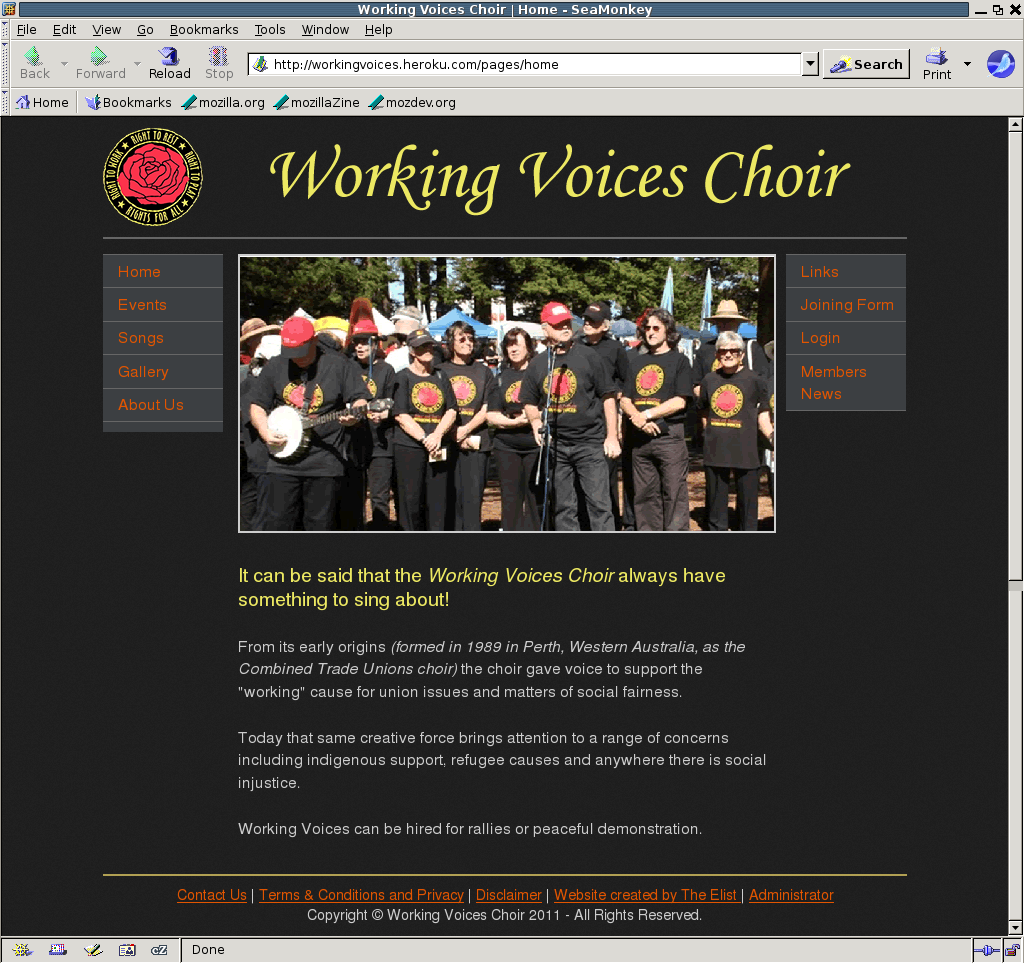 Working Voices Choir | Home - SeaMonkey
File Edit View Go Bookmarks Tools Window Help
Back Forward Reload Stop http://workingvoices.heroku.com/pages/home Search Print
Home Bookmarks mozilla.org mozillaZine mozdev.org
RIGHT TO WORK ★ RIGHT TO REST ★ RIGHT TO PLAY ★ RIGHTS FOR ALL ★
Working Voices Choir
Home
Events
Songs
Gallery
About Us
Links
Joining Form
Login
Members
News
It can be said that the Working Voices Choir always have
something to sing about!
From its early origins (formed in 1989 in Perth, Western Australia, as the
Combined Trade Unions choir) the choir gave voice to support the
"working" cause for union issues and matters of social fairness.
Today that same creative force brings attention to a range of concerns
including indigenous support, refugee causes and anywhere there is social
injustice.
Working Voices can be hired for rallies or peaceful demonstration.
Contact Us | Terms & Conditions and Privacy | Disclaimer | Website created by The Elist | Administrator
Copyright © Working Voices Choir 2011 - All Rights Reserved.
Done